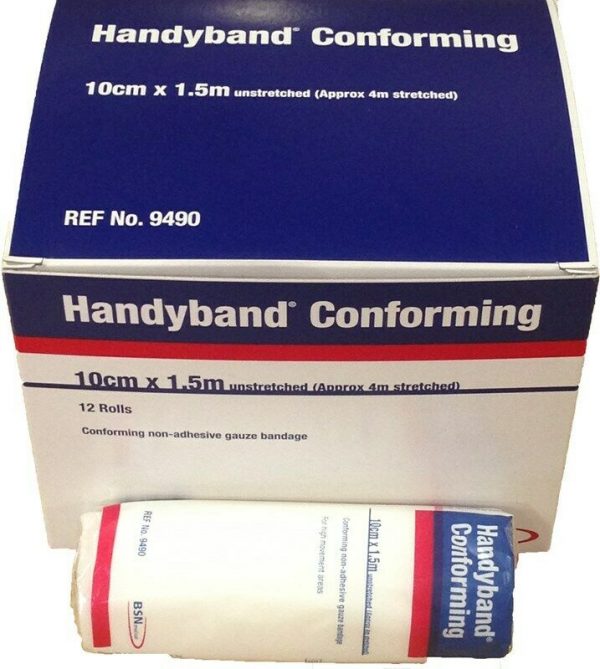 Handyband® Conforming
10cm x 1.5m unstretched (Approx 4m stretched)
REF No. 9490
Handyband® Conforming
10cm x 1.5m unstretched (Approx 4m stretched)
12 Rolls
Conforming non-adhesive gauze bandage
Handyband®
Conforming
10cm x 1.5m unstretched
Conforming non-adhesive gauze bandage
For high movement areas
REF No. 9490
BSN medical